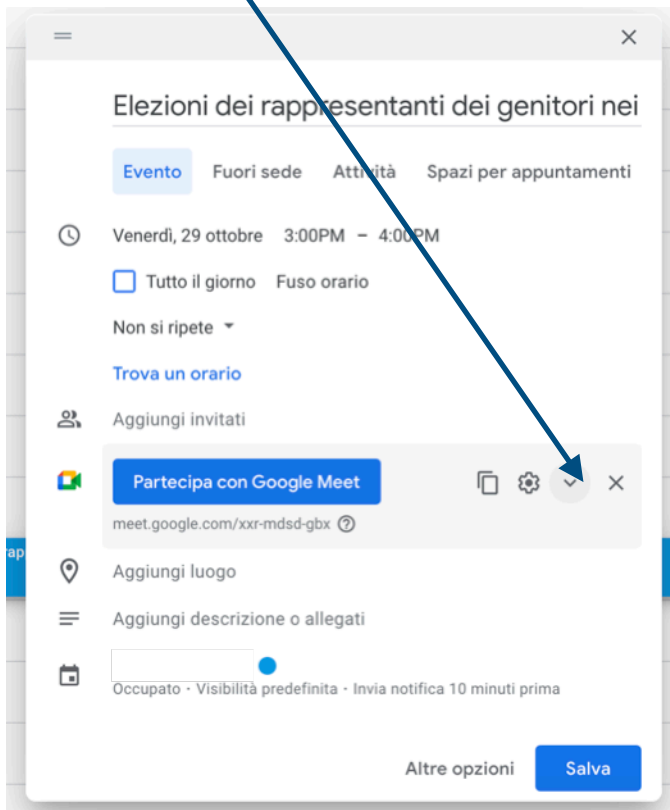 Elezioni dei rappresentanti dei genitori nei
Evento Fuori sede Attività Spazi per appuntamenti
Venerdì, 29 ottobre 3:00PM – 4:00PM
Tutto il giorno Fuso orario
Non si ripete
Trova un orario
Aggiungi invitati
Partecipa con Google Meet
meet.google.com/xxr-mdsd-gbx
rap
Aggiungi luogo
Aggiungi descrizione o allegati
Occupato · Visibilità predefinita · Invia notifica 10 minuti prima
Altre opzioni Salva